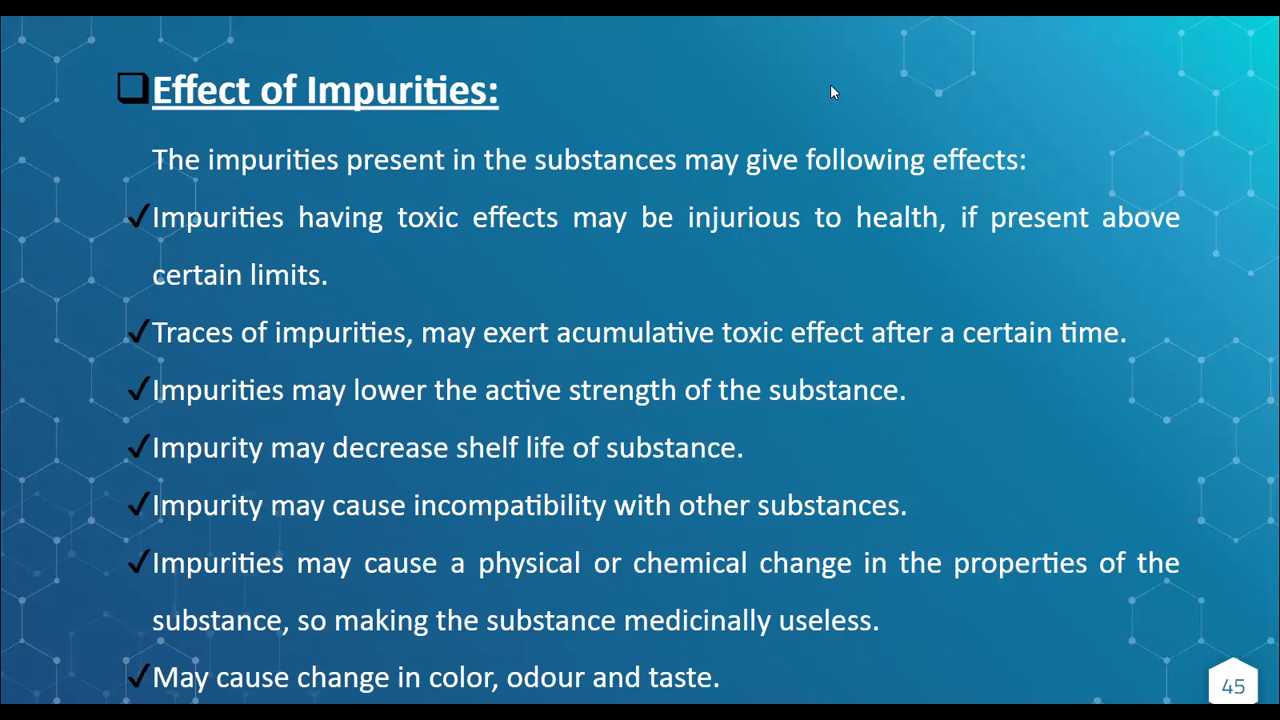 Effect of Impurities:
The impurities present in the substances may give following effects:
✓Impurities having toxic effects may be injurious to health, if present above
certain limits.
✓Traces of impurities, may exert acumulative toxic effect after a certain time.
✓Impurities may lower the active strength of the substance.
✓Impurity may decrease shelf life of substance.
✓Impurity may cause incompatibility with other substances.
✓Impurities may cause a physical or chemical change in the properties of the
substance, so making the substance medicinally useless.
✓May cause change in color, odour and taste.
45